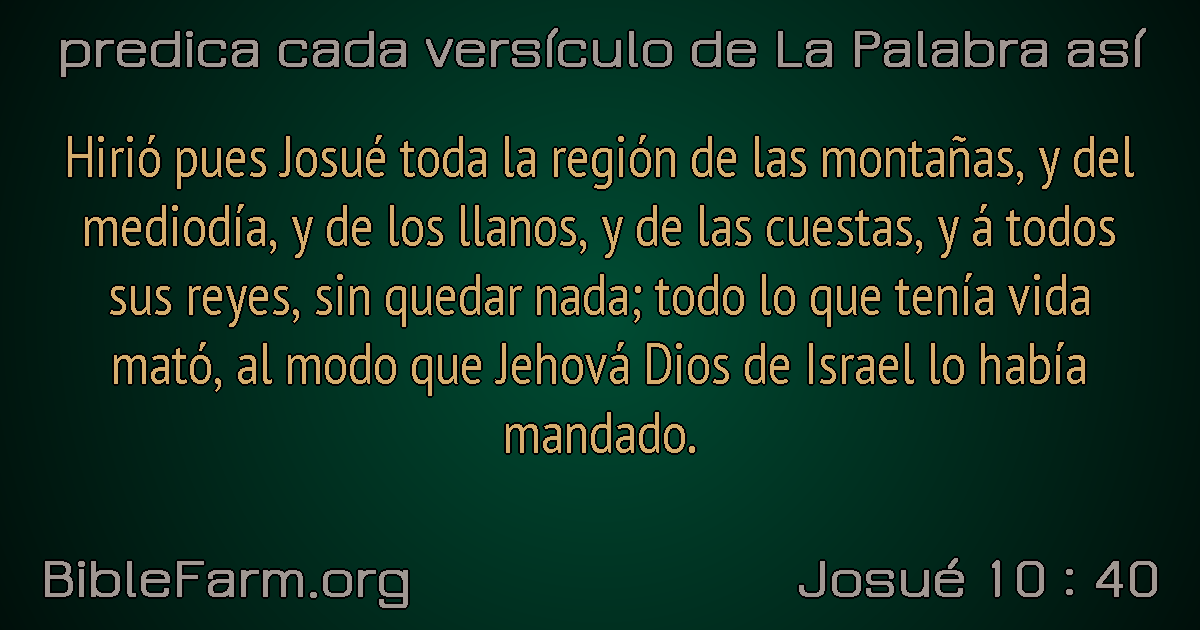 predica cada versículo de La Palabra así
Hirió pues Josué toda la región de las montañas, y del
mediodía, y de los llanos, y de las cuestas, y á todos
sus reyes, sin quedar nada; todo lo que tenía vida
mató, al modo que Jehová Dios de Israel lo había
mandado.
BibleFarm.org
Josué 10 : 40